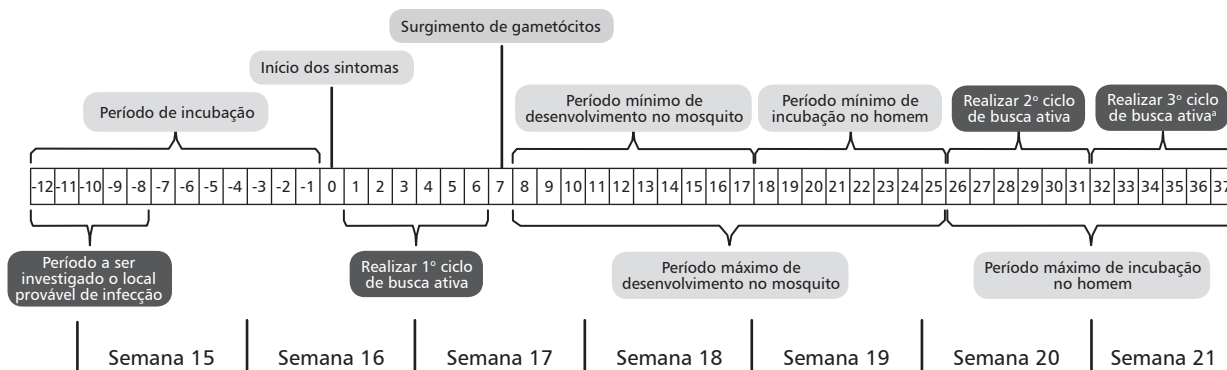 Surgimento de gametócitos
Início dos sintomas
Período de incubação
Período mínimo de
desenvolvimento no mosquito
Período mínimo de
incubação no homem
Realizar 2º ciclo
de busca ativa
Realizar 3º ciclo
de busca ativaª
-12 -11 -10 -9 -8 -7 -6 -5 -4 -3 -2 -1 0 1 2 3 4 5 6 7 8 9 10 11 12 13 14 15 16 17 18 19 20 21 22 23 24 25 26 27 28 29 30 31 32 33 34 35 36 37
Período a ser
investigado o local
provável de infecção
Realizar 1º ciclo
de busca ativa
Período máximo de
desenvolvimento no mosquito
Período máximo de incubação
no homem
Semana 15 Semana 16 Semana 17 Semana 18 Semana 19 Semana 20 Semana 21